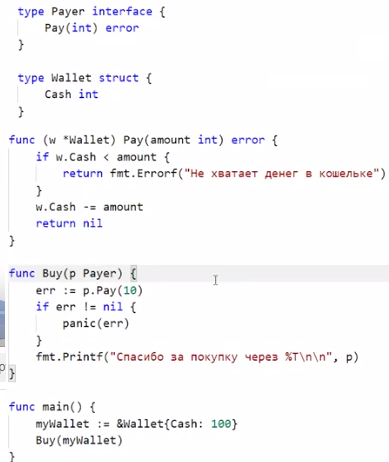 type Payer interface {
    Pay(int) error
}
type Wallet struct {
    Cash int
}
func (w *Wallet) Pay(amount int) error {
    if w.Cash < amount {
        return fmt.Errorf("Не хватает денег в кошельке")
    }
    w.Cash -= amount
    return nil
}
func Buy(p Payer) {
    err := p.Pay(10)
    if err != nil {
        panic(err)
    }
    fmt.Printf("Спасибо за покупку через %T\n\n", p)
}
func main() {
    myWallet := &Wallet{Cash: 100}
    Buy(myWallet)
}